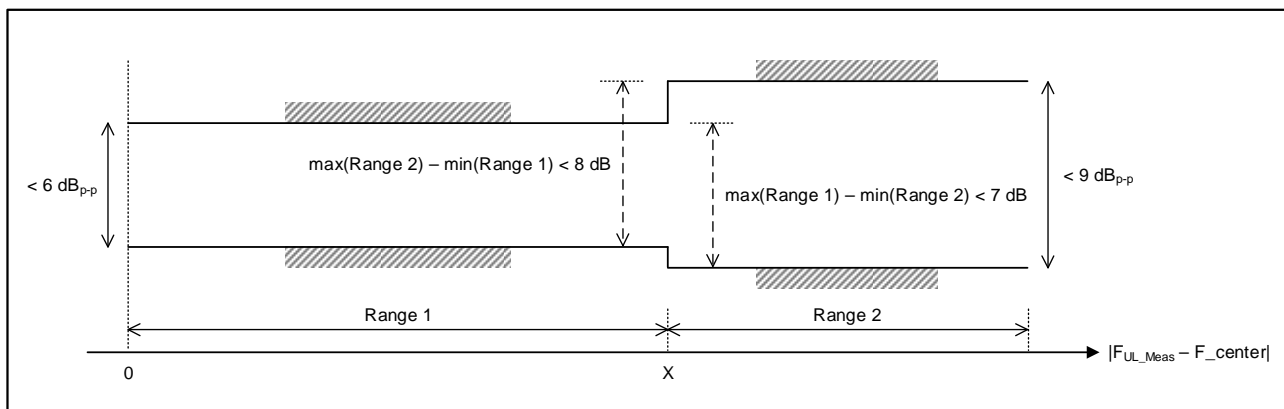 max(Range 2) – min(Range 1) < 8 dB
< 6 dBp-p
max(Range 1) – min(Range 2) < 7 dB
< 9 dBp-p
Range 1
Range 2
|FUL_Meas – F_center|
0
X